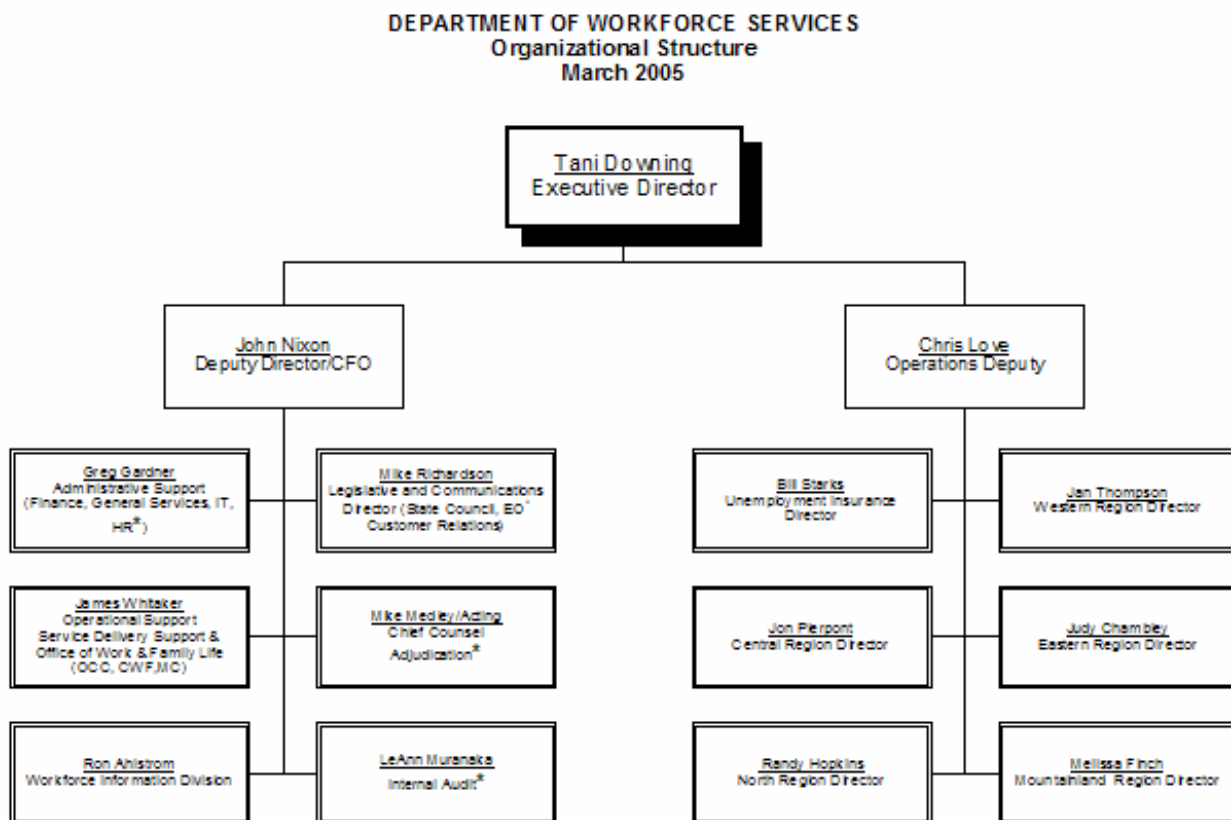 DEPARTMENT OF WORKFORCE SERVICES
Organizational Structure
March 2005
Tani Downing
Executive Director
John Nixon
Deputy Director/CFO
Chris Love
Operations Deputy
Greg Gardner
Administrative Support
(Finance, General Services, IT,
HR*)
Mike Richardson
Legislative and Communications
Director (State Council, EO*
Customer Relations)
Bill Starks
Unemployment Insurance
Director
Jan Thompson
Western Region Director
James Whitaker
Operational Support
Service Delivery Support &
Office of Work & Family Life
(OCC, CWF,MC)
Mike Medley/Acting
Chief Counsel
Adjudication*
Jon Pierpont
Central Region Director
Judy Chambley
Eastern Region Director
Ron Ahlstrom
Workforce Information Division
LeAnn Muranaka
Internal Audit*
Randy Hopkins
North Region Director
Melissa Finch
Mountainland Region Director